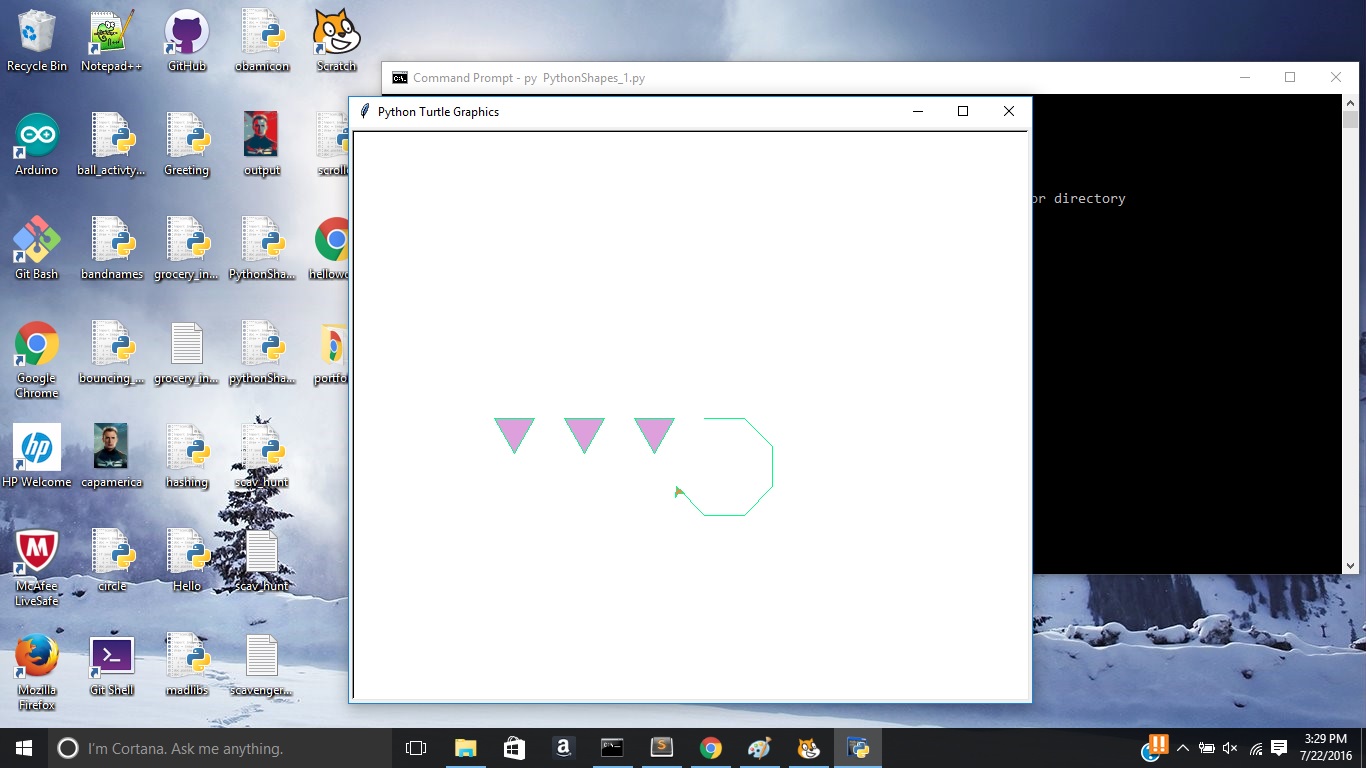 Recycle Bin
Notepad++
GitHub
obamicon
Scratch
Command Prompt - py PythonShapes_1.py
Python Turtle Graphics
Arduino
ball_activty...
Greeting
output
scroll
or directory
Git Bash
bandnames
grocery_in...
PythonSha...
hellowo
Google
Chrome
bouncing_...
grocery_in...
pythonSha...
portfo
HP Welcome
capamerica
hashing
scav_hunt
McAfee
LiveSafe
circle
Hello
scav_hunt
Mozilla
Firefox
Git Shell
madlibs
scavenger...
I'm Cortana. Ask me anything.
3:29 PM
7/22/2016